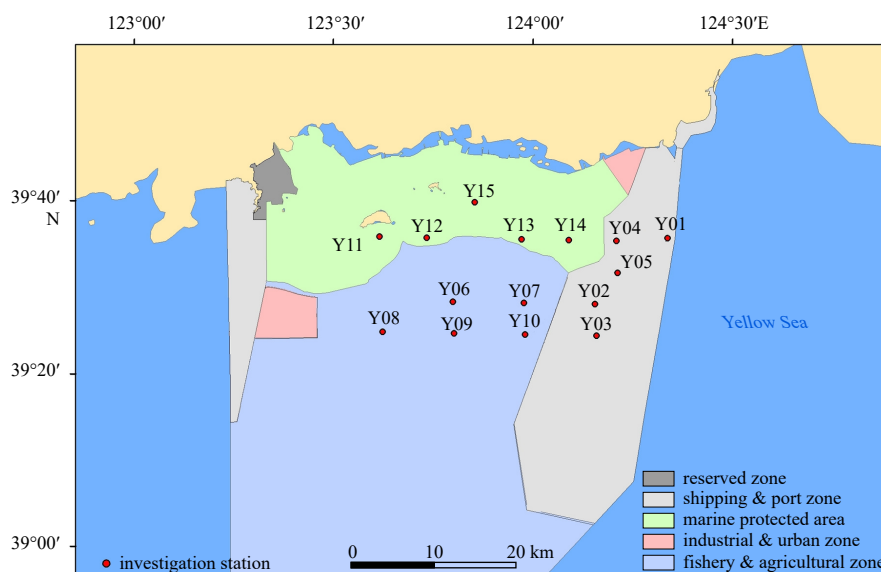 123°00′ 123°30′ 124°00′ 124°30′E
39°40′
N
39°20′
39°00′
Y15
Y11 Y12 Y13 Y14 Y04 Y01
Y05
Y06 Y07 Y02
Y08 Y09 Y10 Y03
Yellow Sea
reserved zone
shipping & port zone
marine protected area
industrial & urban zone
fishery & agricultural zone
investigation station
0 10 20 km